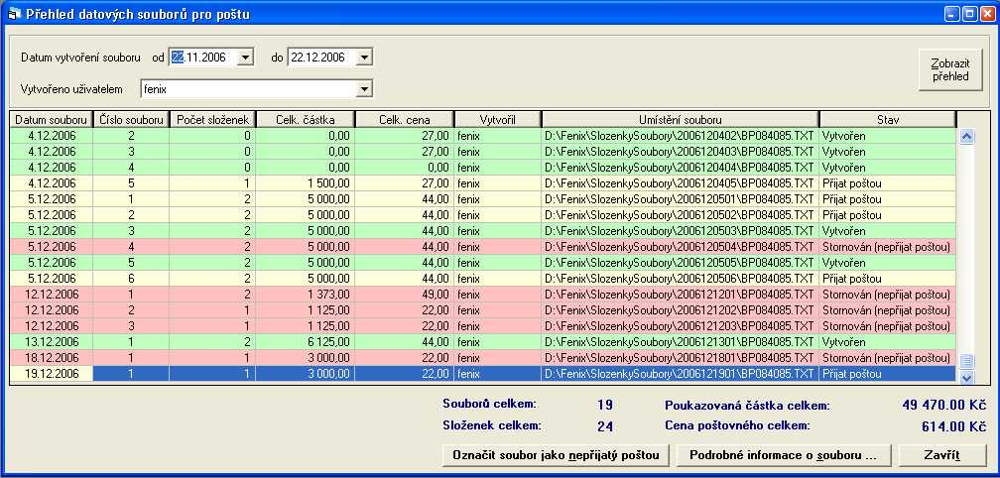 Přehled datových souborů pro poštu
Datum vytvoření souboru od 22.11.2006 do 22.12.2006
Zobrazit
přehled
Vytvořeno uživatelem fenix
Datum souboru Číslo souboru Počet složenek Celk. částka Celk. cena Vytvořil Umístění souboru Stav
4.12.2006 2 0 0,00 27,00 fenix D:\Fenix\SlozenkySoubory\2006120402\BP084085.TXT Vytvořen
4.12.2006 3 0 0,00 27,00 fenix D:\Fenix\SlozenkySoubory\2006120403\BP084085.TXT Vytvořen
4.12.2006 4 0 0,00 0,00 fenix D:\Fenix\SlozenkySoubory\2006120404\BP084085.TXT Vytvořen
4.12.2006 5 1 1 500,00 27,00 fenix D:\Fenix\SlozenkySoubory\2006120405\BP084085.TXT Přijat poštou
5.12.2006 1 2 5 000,00 44,00 fenix D:\Fenix\SlozenkySoubory\2006120501\BP084085.TXT Přijat poštou
5.12.2006 2 2 5 000,00 44,00 fenix D:\Fenix\SlozenkySoubory\2006120502\BP084085.TXT Přijat poštou
5.12.2006 3 2 5 000,00 44,00 fenix D:\Fenix\SlozenkySoubory\2006120503\BP084085.TXT Vytvořen
5.12.2006 4 2 5 000,00 44,00 fenix D:\Fenix\SlozenkySoubory\2006120504\BP084085.TXT Stornován (nepřijat poštou)
5.12.2006 5 2 5 000,00 44,00 fenix D:\Fenix\SlozenkySoubory\2006120505\BP084085.TXT Vytvořen
5.12.2006 6 2 5 000,00 44,00 fenix D:\Fenix\SlozenkySoubory\2006120506\BP084085.TXT Přijat poštou
12.12.2006 1 2 1 373,00 49,00 fenix D:\Fenix\SlozenkySoubory\2006121201\BP084085.TXT Stornován (nepřijat poštou)
12.12.2006 2 1 1 125,00 22,00 fenix D:\Fenix\SlozenkySoubory\2006121202\BP084085.TXT Stornován (nepřijat poštou)
12.12.2006 3 1 1 125,00 22,00 fenix D:\Fenix\SlozenkySoubory\2006121203\BP084085.TXT Stornován (nepřijat poštou)
13.12.2006 1 2 6 125,00 44,00 fenix D:\Fenix\SlozenkySoubory\2006121301\BP084085.TXT Vytvořen
18.12.2006 1 1 3 000,00 22,00 fenix D:\Fenix\SlozenkySoubory\2006121801\BP084085.TXT Stornován (nepřijat poštou)
19.12.2006 1 1 3 000,00 22,00 fenix D:\Fenix\SlozenkySoubory\2006121901\BP084085.TXT Přijat poštou
Souborů celkem: 19 Poukazovaná částka celkem: 49 470.00 Kč
Složenek celkem: 24 Cena poštovného celkem: 614.00 Kč
Označit soubor jako nepřijatý poštou Podrobné informace o souboru ... Zavřít